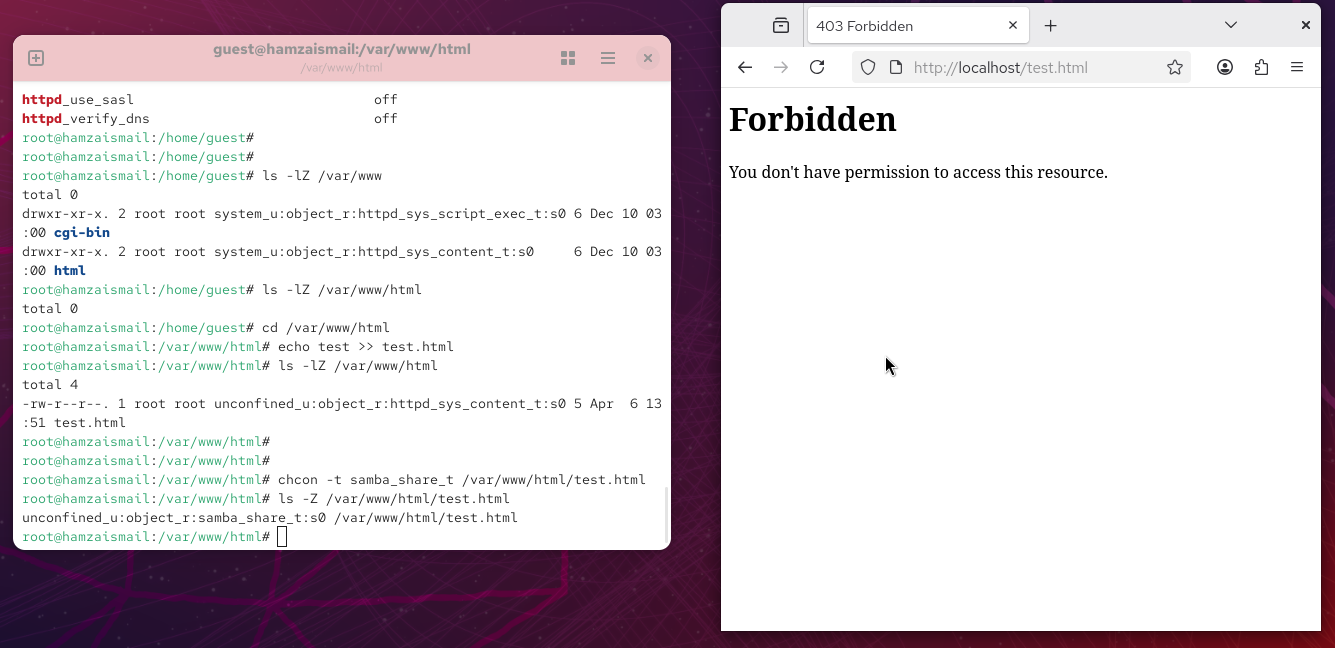 guest@hamzaismail:/var/www/html
/var/www/html
httpd_use_sasl                              off
httpd_verify_dns                            off
root@hamzaismail:/home/guest#
root@hamzaismail:/home/guest#
root@hamzaismail:/home/guest# ls -lZ /var/www
total 0
drwxr-xr-x. 2 root root system_u:object_r:httpd_sys_script_exec_t:s0 6 Dec 10 03
:00 cgi-bin
drwxr-xr-x. 2 root root system_u:object_r:httpd_sys_content_t:s0     6 Dec 10 03
:00 html
root@hamzaismail:/home/guest# ls -lZ /var/www/html
total 0
root@hamzaismail:/home/guest# cd /var/www/html
root@hamzaismail:/var/www/html# echo test >> test.html
root@hamzaismail:/var/www/html# ls -lZ /var/www/html
total 4
-rw-r--r--. 1 root root unconfined_u:object_r:httpd_sys_content_t:s0 5 Apr  6 13
:51 test.html
root@hamzaismail:/var/www/html#
root@hamzaismail:/var/www/html#
root@hamzaismail:/var/www/html# chcon -t samba_share_t /var/www/html/test.html
root@hamzaismail:/var/www/html# ls -Z /var/www/html/test.html
unconfined_u:object_r:samba_share_t:s0 /var/www/html/test.html
root@hamzaismail:/var/www/html#
403 Forbidden
http://localhost/test.html
Forbidden
You don't have permission to access this resource.